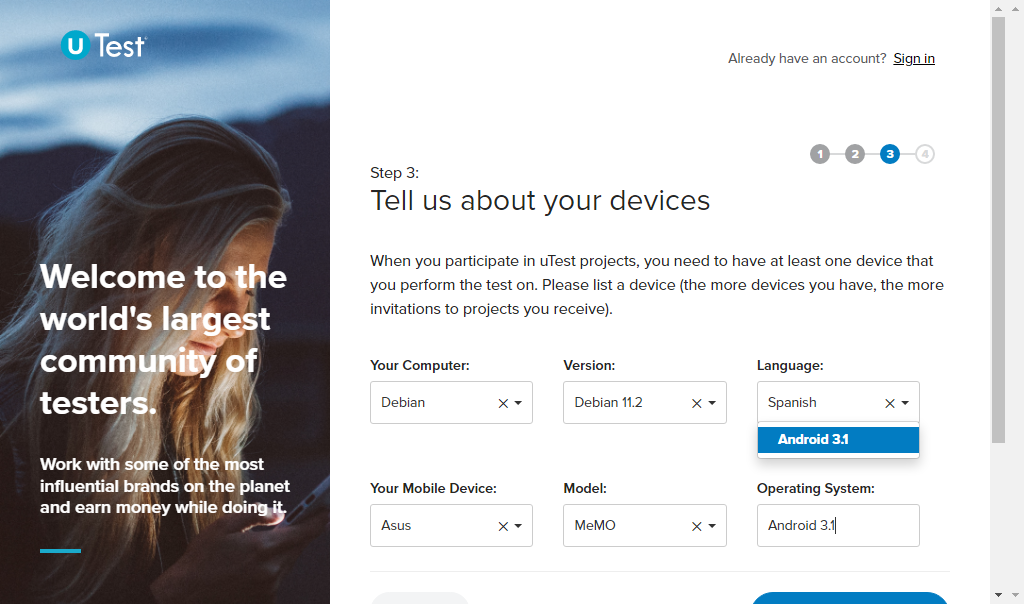 U Test
Already have an account? Sign in
1 2 3 4
Step 3:
Tell us about your devices
When you participate in uTest projects, you need to have at least one device that
you perform the test on. Please list a device (the more devices you have, the more
invitations to projects you receive).
Welcome to the
world's largest
community of
testers.
Work with some of the most
influential brands on the planet
and earn money while doing it.
Your Computer: Version: Language:
Debian Debian 11.2 Spanish
Android 3.1
Your Mobile Device: Model: Operating System:
Asus MeMO Android 3.1